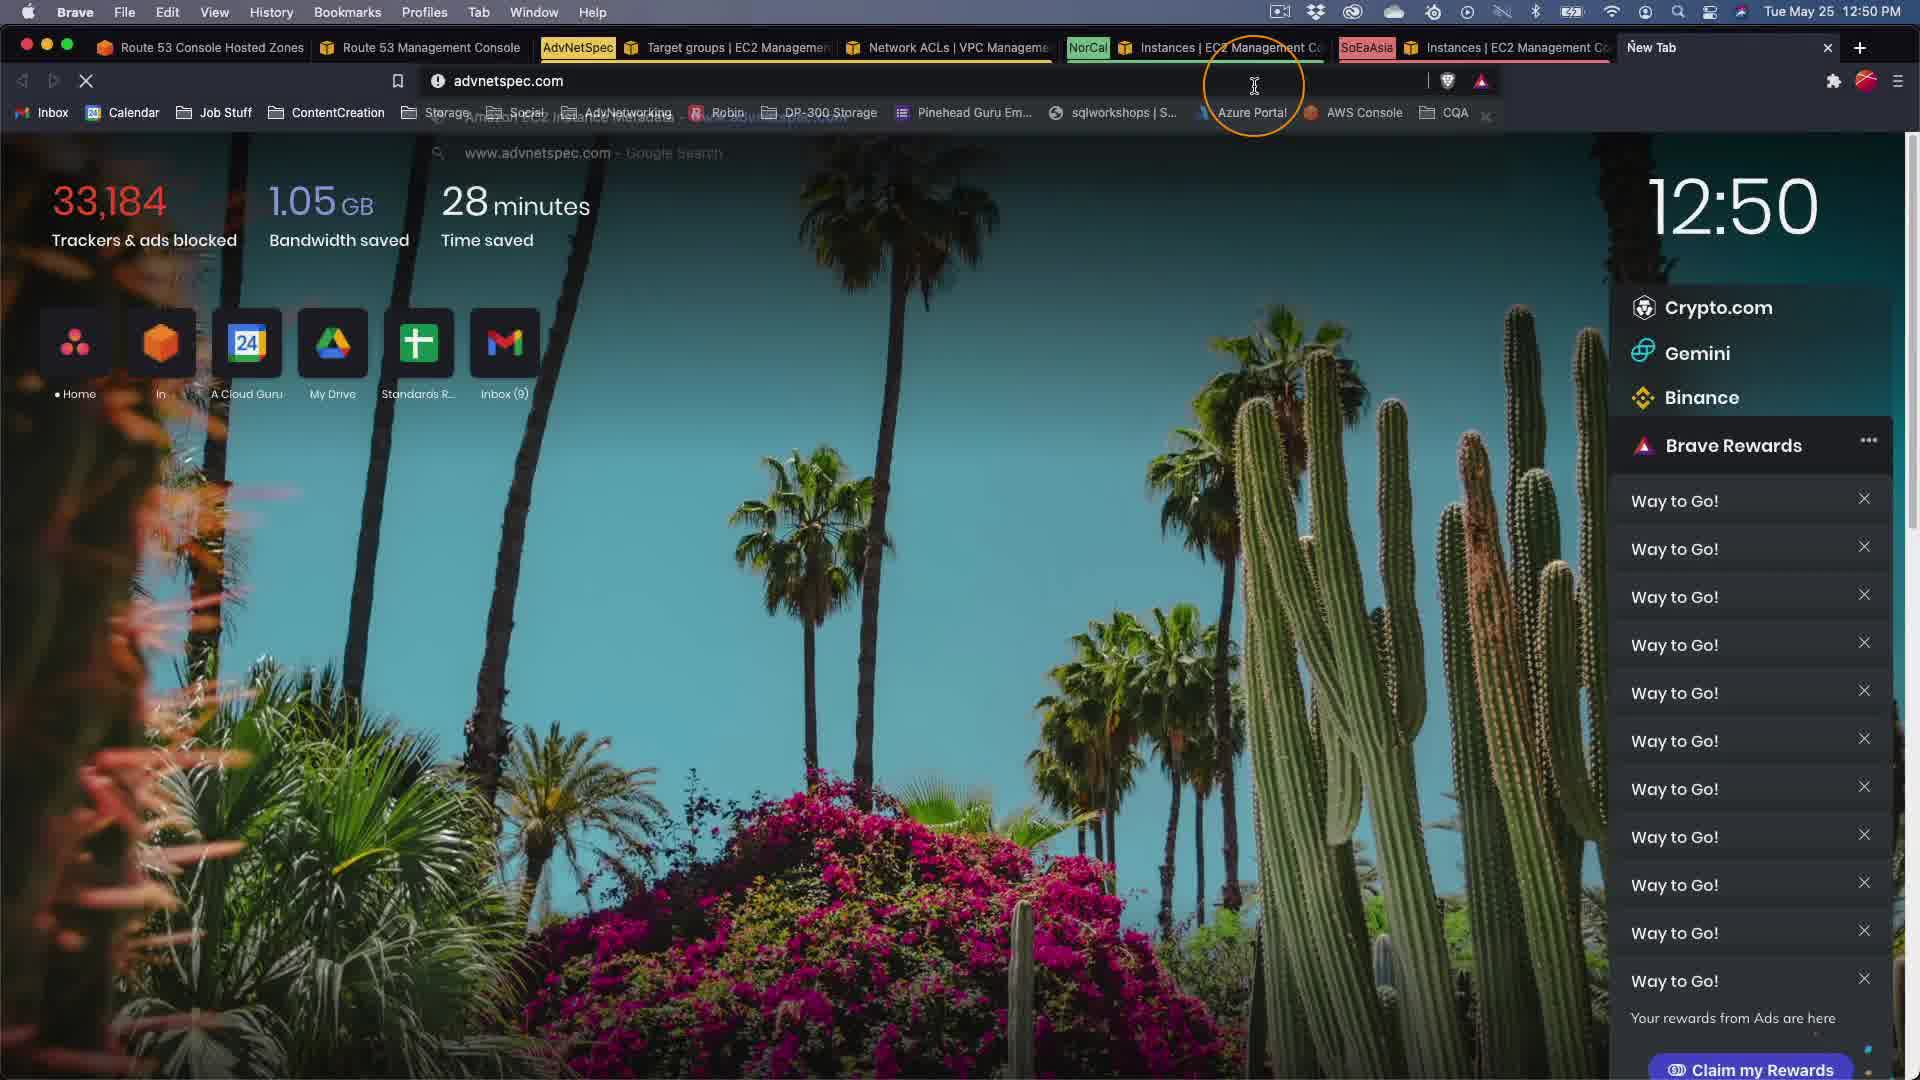 Brave File Edit View History Bookmarks Profiles Tab Window Help Tue May 25 12:50 PM
Route 53 Console Hosted Zones Route 53 Management Console AdvNetSpec Target groups | EC2 Managemen Network ACLs | VPC Manageme NorCal Instances | EC2 Management Co SoEaAsia Instances | EC2 Management Co New Tab
advnetspec.com
Inbox Calendar Job Stuff ContentCreation Storage Social AdvNetworking Robin DP-300 Storage Pinehead Guru Em... sqlworkshops | S... Azure Portal AWS Console CQA
Amazon EC2 Instance Metadata - www.advnetspec.com
www.advnetspec.com - Google Search
33,184 1.05 GB 28 minutes
Trackers & ads blocked Bandwidth saved Time saved
12:50
24
Home In A Cloud Guru My Drive Standards R... Inbox (9)
Crypto.com
Gemini
Binance
Brave Rewards
Way to Go!
Way to Go!
Way to Go!
Way to Go!
Way to Go!
Way to Go!
Way to Go!
Way to Go!
Way to Go!
Way to Go!
Way to Go!
Your rewards from Ads are here
Claim my Rewards